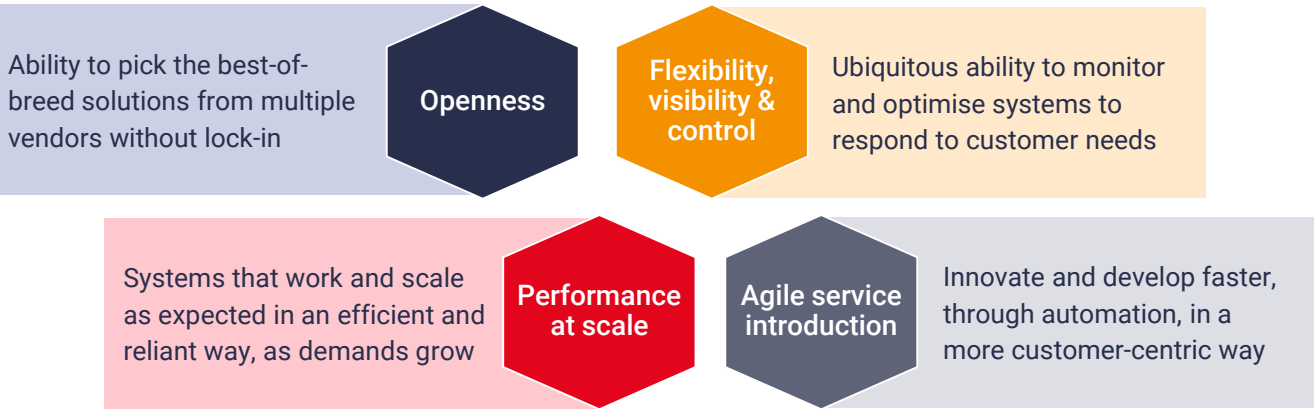 Ability to pick the best-of-
breed solutions from multiple
vendors without lock-in
Openness
Flexibility,
visibility &
control
Ubiquitous ability to monitor
and optimise systems to
respond to customer needs
Systems that work and scale
as expected in an efficient and
reliant way, as demands grow
Performance
at scale
Agile service
introduction
Innovate and develop faster,
through automation, in a
more customer-centric way